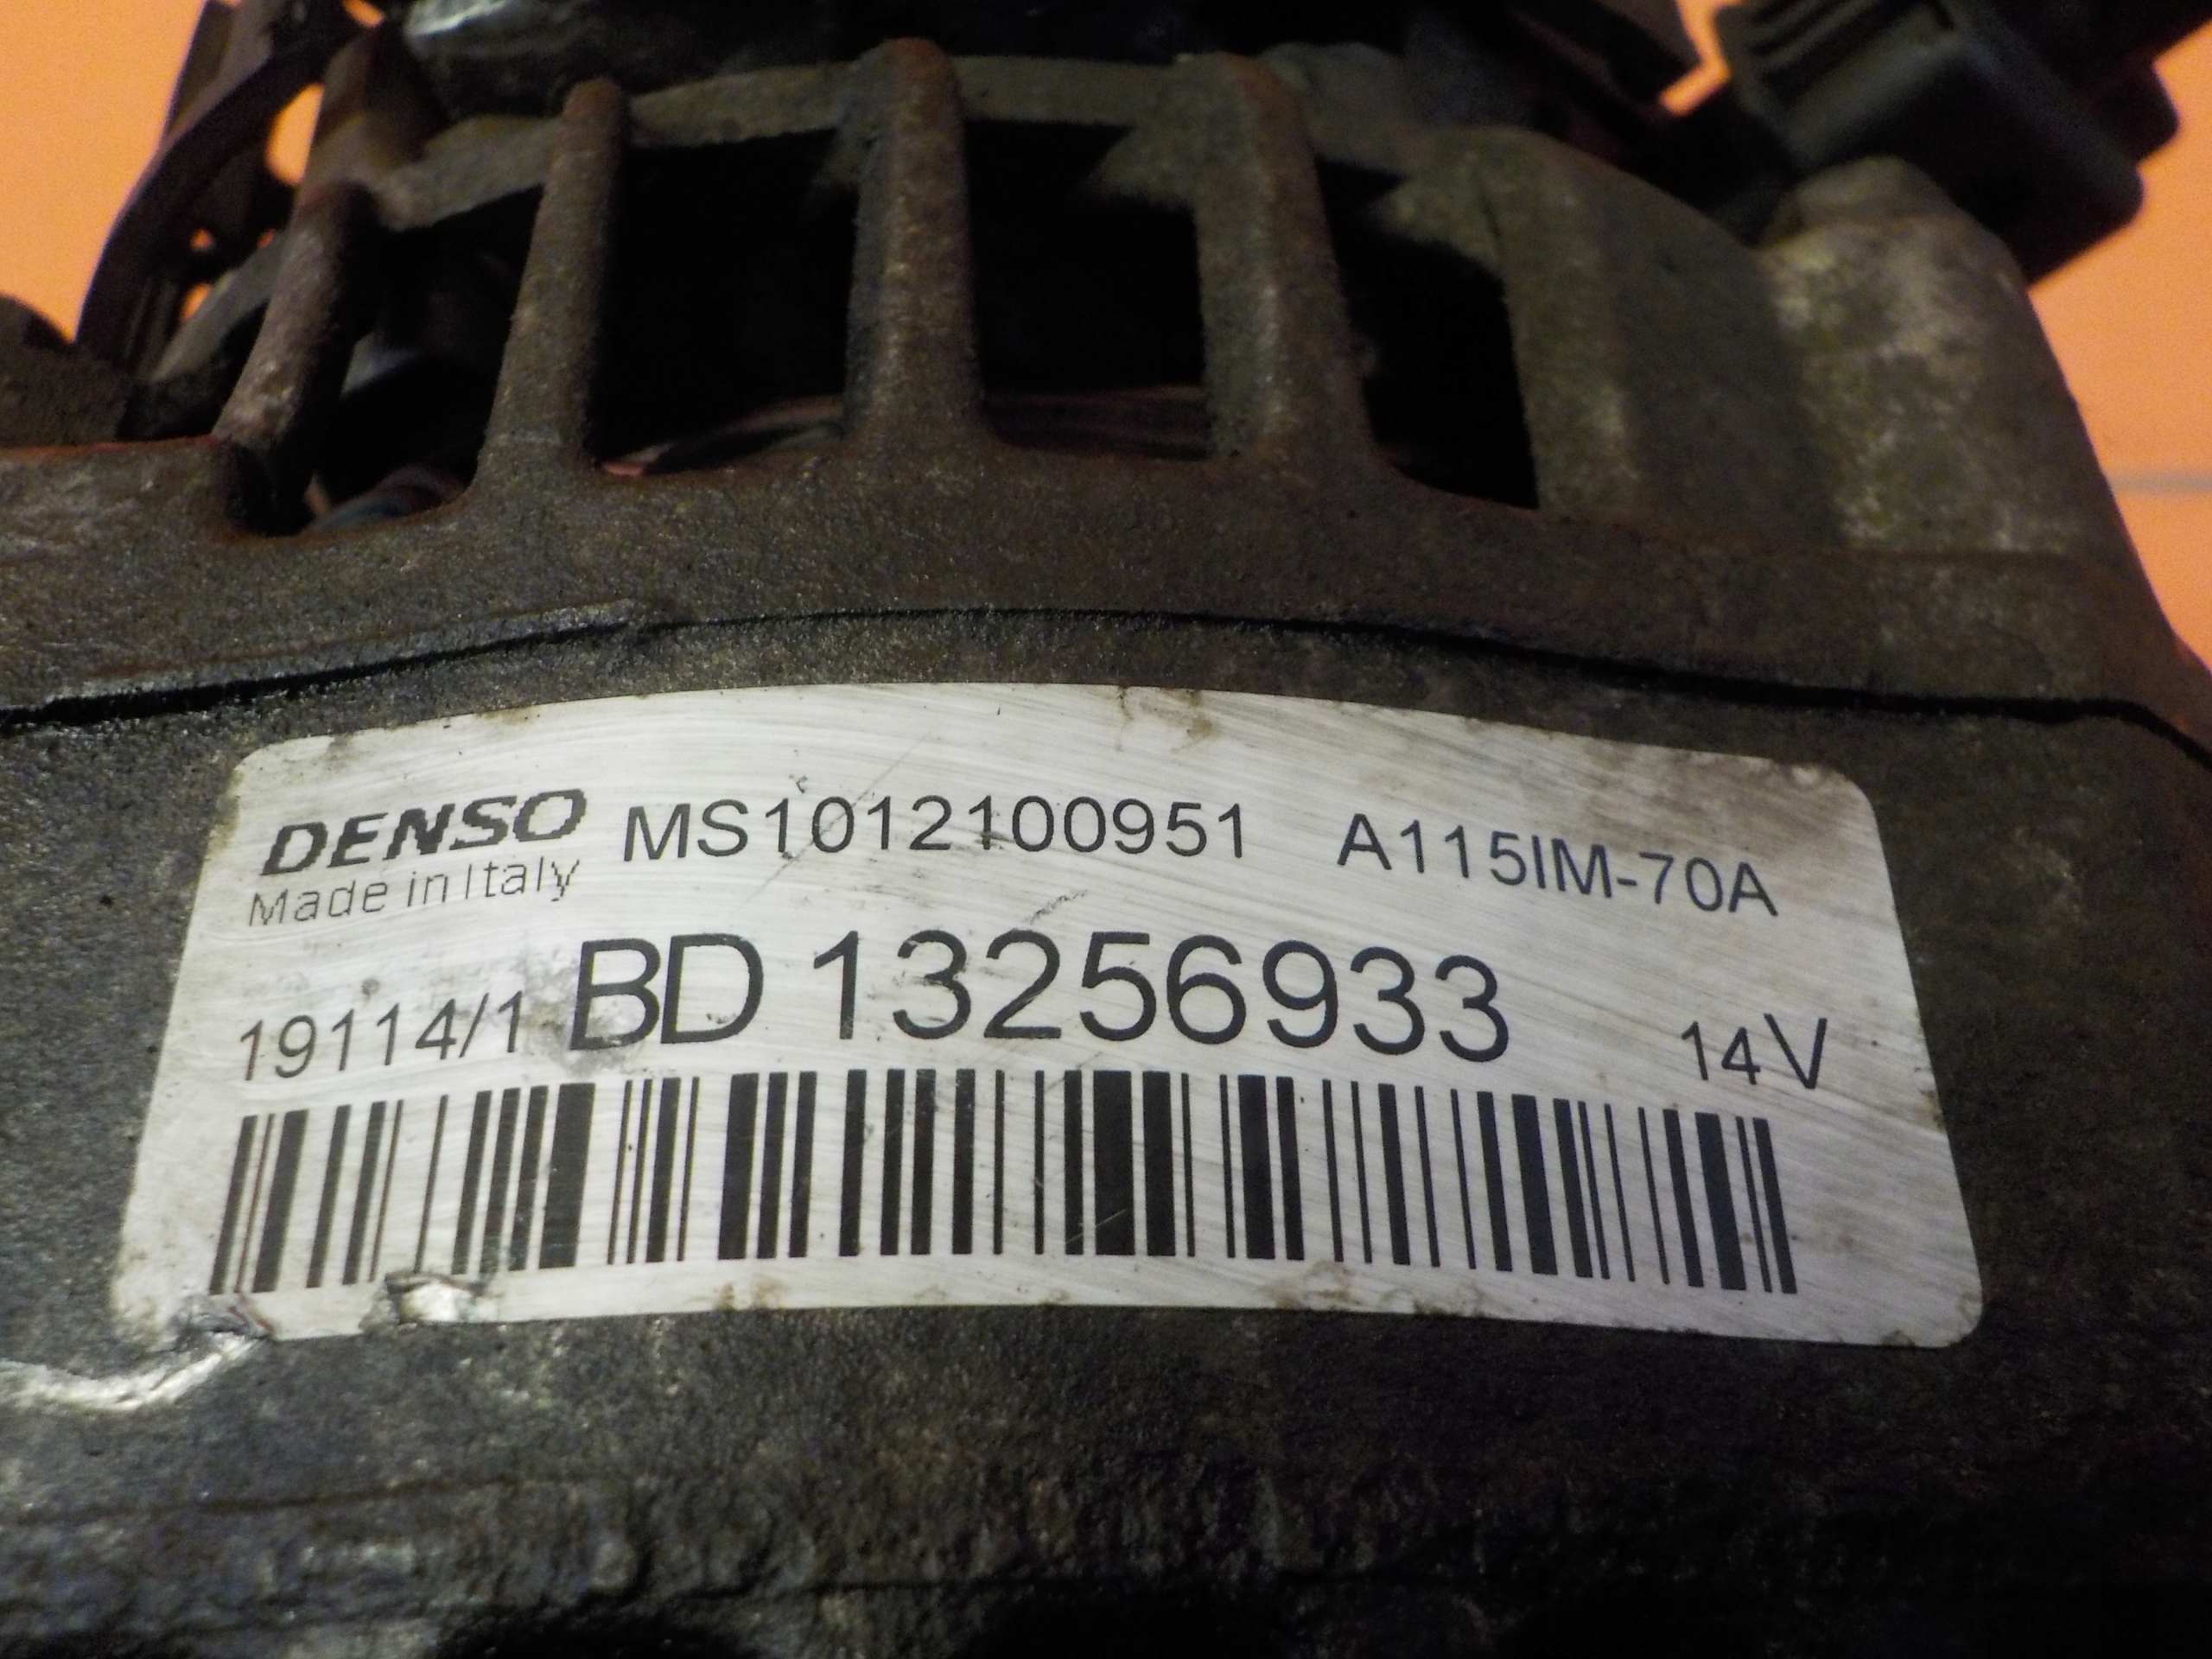 DENSO MS1012100951 A115IM-70A
Made in Italy
19114/1 BD 13256933 14V